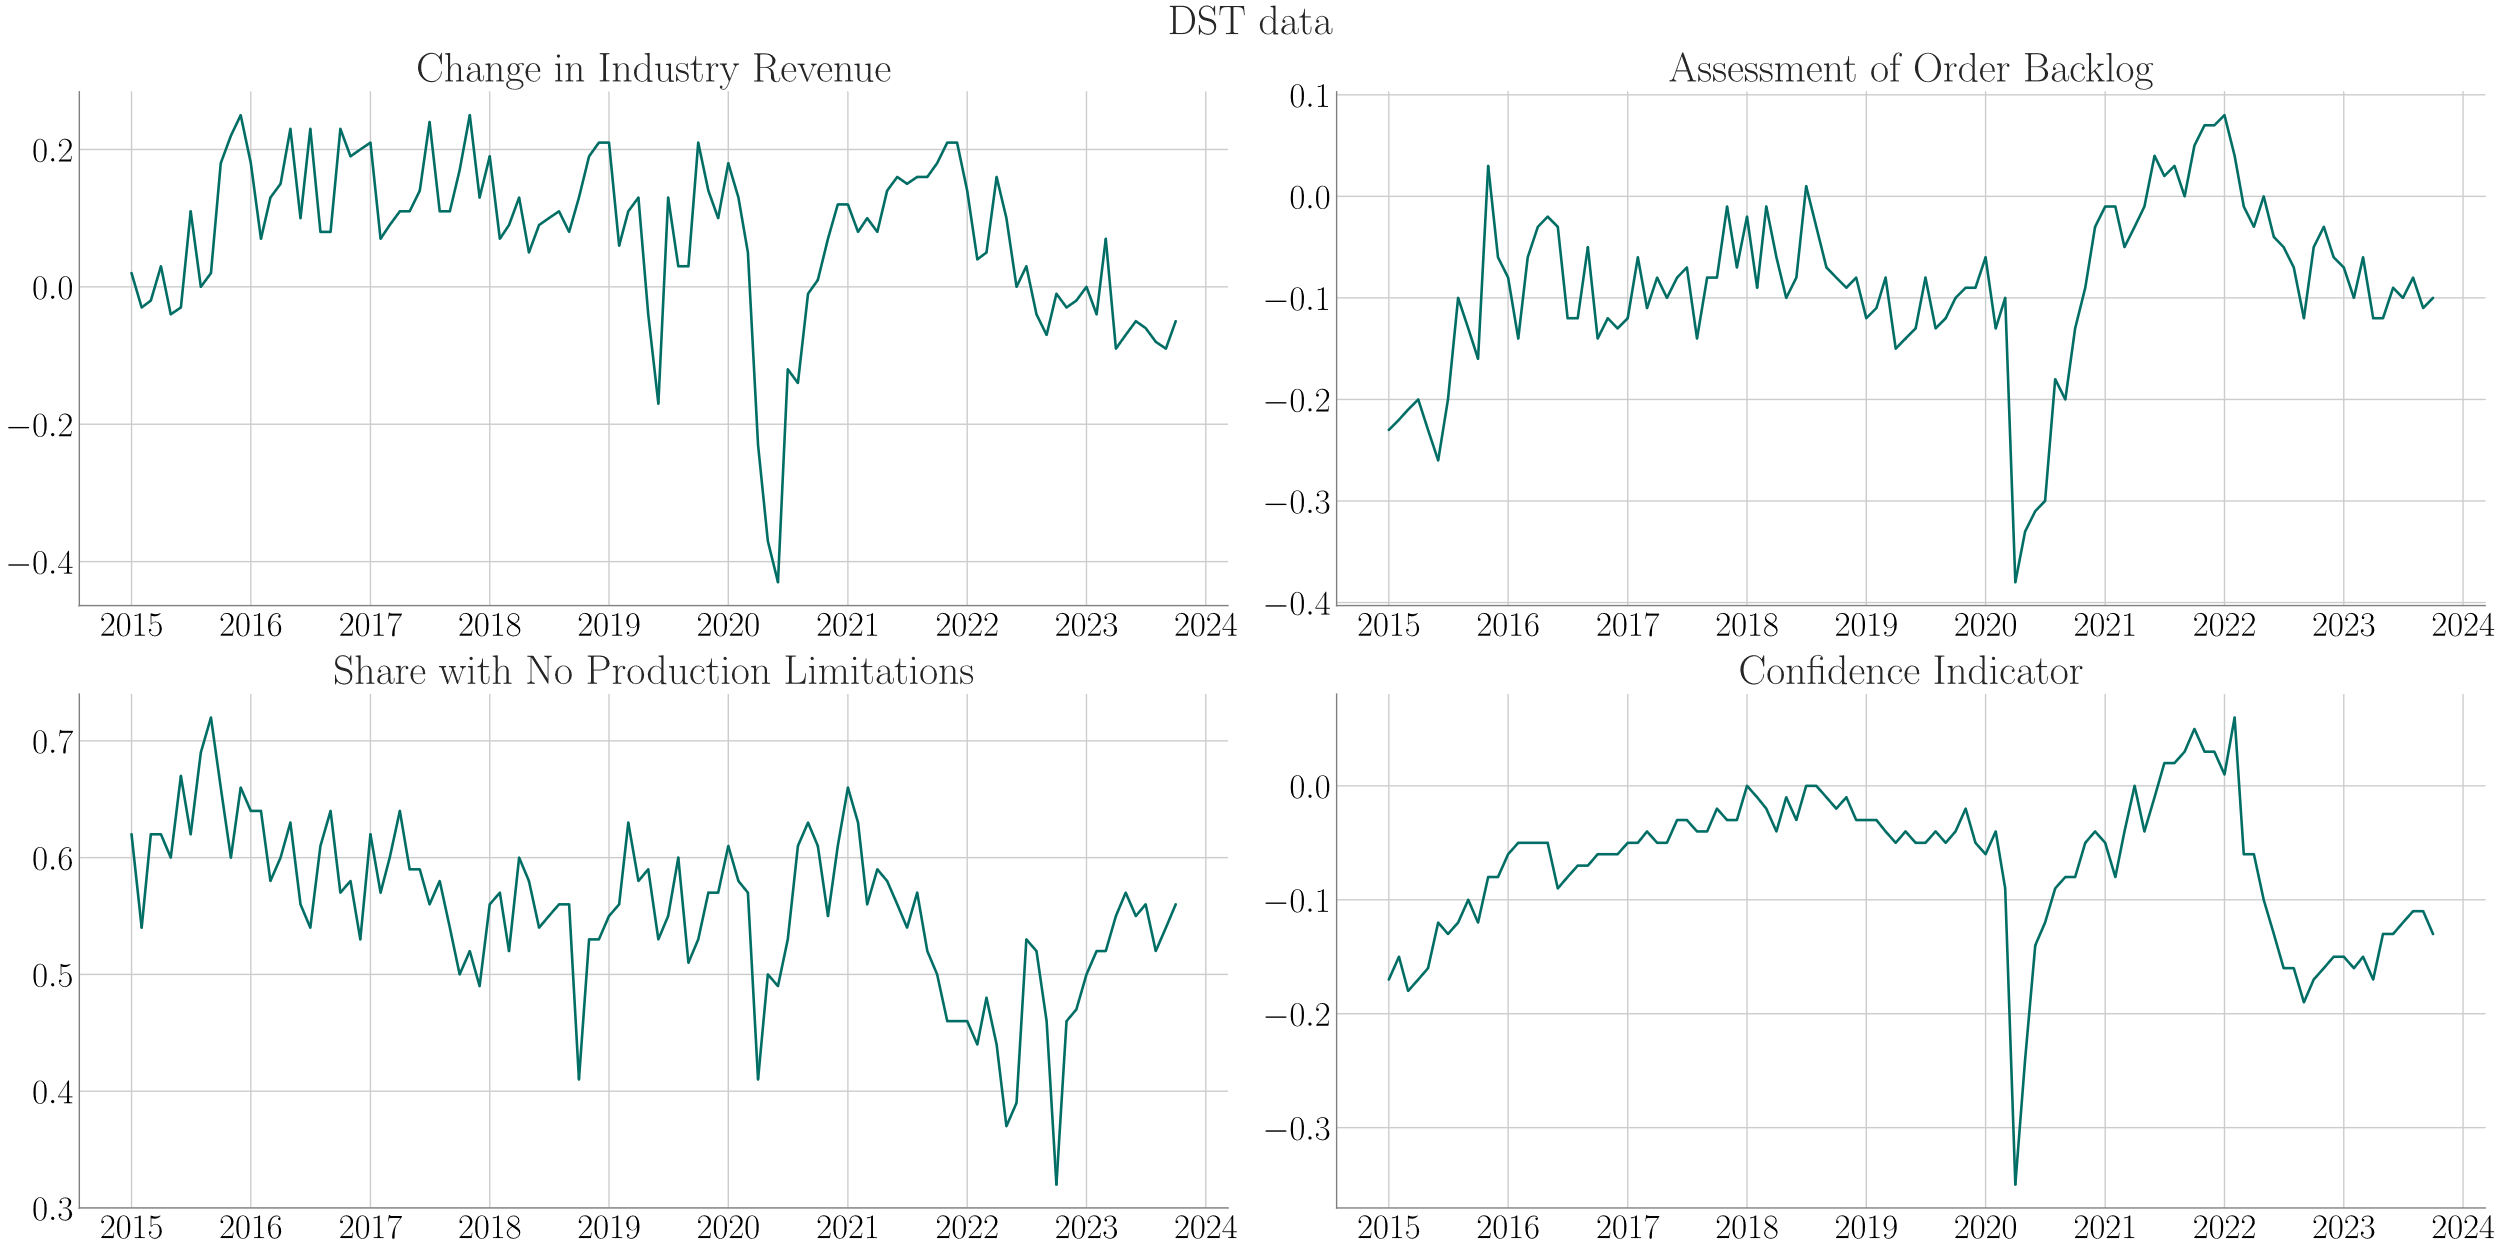 DST data
Change in Industry Revenue
0.2
0.0
−0.2
−0.4
2015 2016 2017 2018 2019 2020 2021 2022 2023 2024
Assessment of Order Backlog
0.1
0.0
−0.1
−0.2
−0.3
−0.4
2015 2016 2017 2018 2019 2020 2021 2022 2023 2024
Share with No Production Limitations
0.7
0.6
0.5
0.4
0.3
2015 2016 2017 2018 2019 2020 2021 2022 2023 2024
Confidence Indicator
0.0
−0.1
−0.2
−0.3
2015 2016 2017 2018 2019 2020 2021 2022 2023 2024